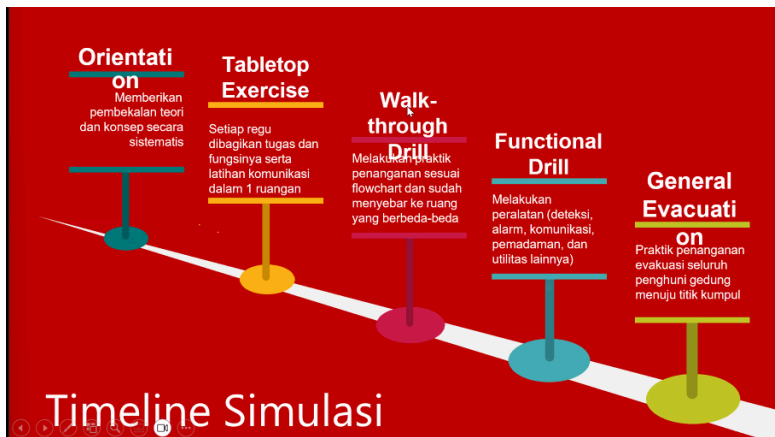 Orientati
on
Memberikan
pembekalan teori
dan konsep secara
sistematis
Tabletop
Exercise
Setiap regu
dibagikan tugas dan
fungsinya serta
latihan komunikasi
dalam 1 ruangan
Walk-
through
Drill
Melakukan praktik
penanganan sesuai
flowchart dan sudah
menyebar ke ruang
yang berbeda-beda
Functional
Drill
Melakukan
peralatan (deteksi,
alarm, komunikasi,
pemadaman, dan
utilitas lainnya)
General
Evacuati
on
Praktik penanganan
evakuasi seluruh
penghuni gedung
menuju titik kumpul
Timeline Simulasi